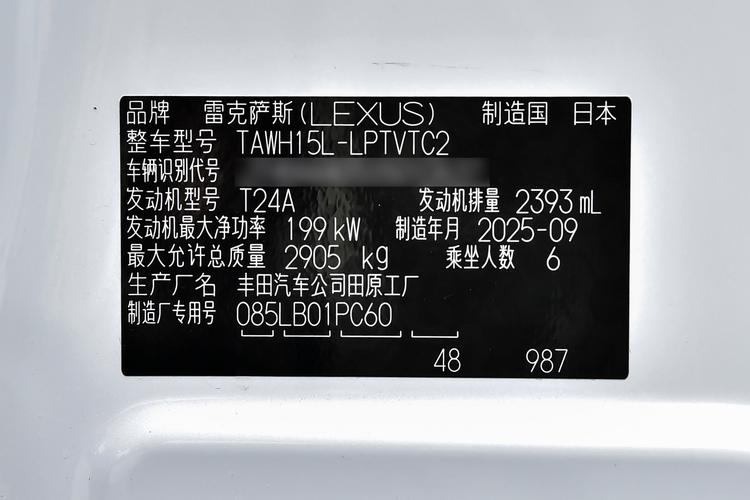 品牌 雷克萨斯(LEXUS) 制造国 日本
整车型号 TAWH15L-LPTVTC2
车辆识别代号
发动机型号 T24A 发动机排量 2393 mL
发动机最大净功率 199 kW 制造年月 2025-09
最大允许总质量 2905 kg 乘坐人数 6
生产厂名 丰田汽车公司田原工厂
制造厂专用号 085LB01PC60
48 987